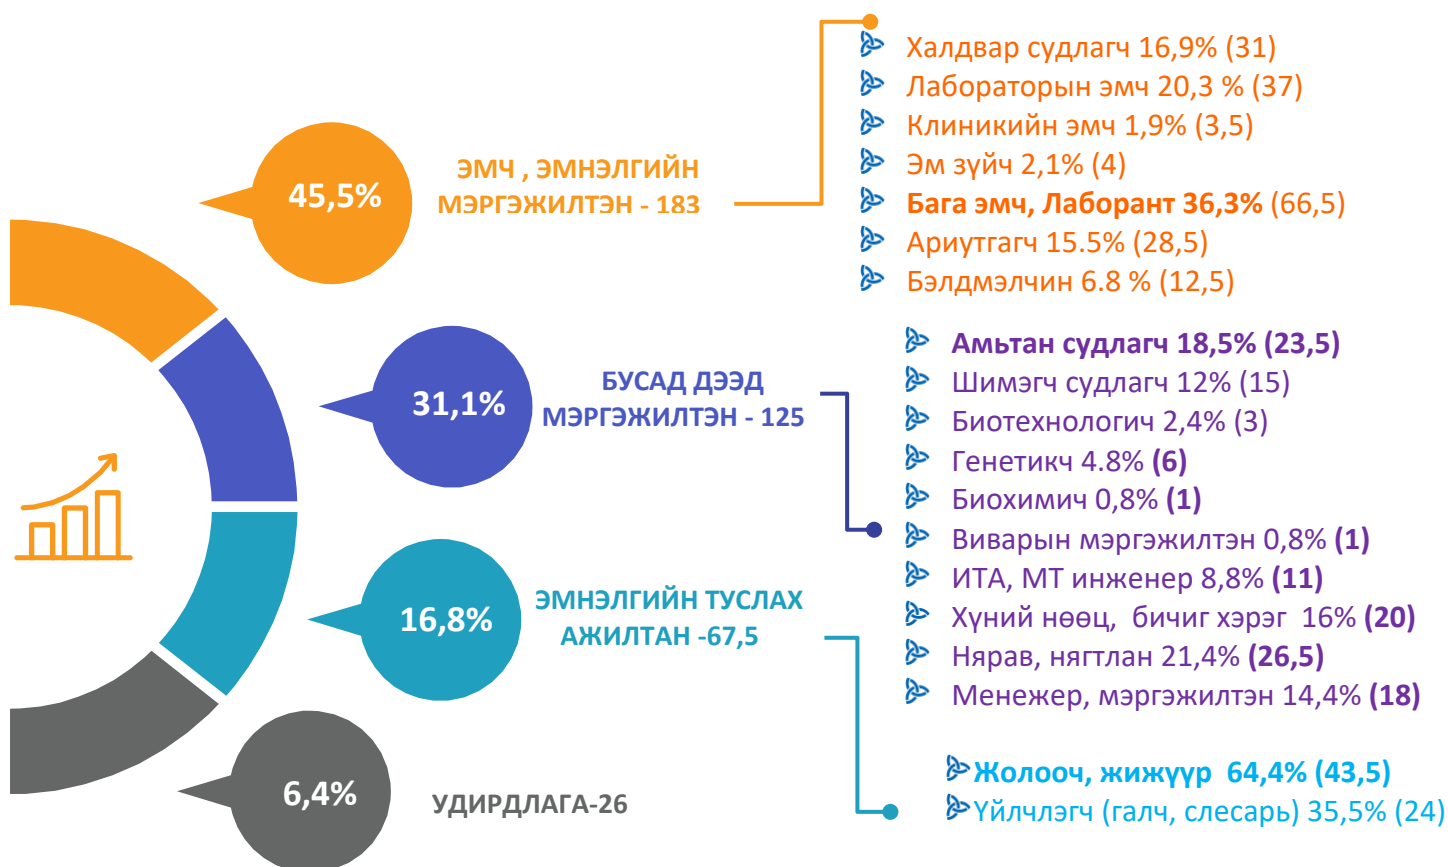 45,5%
ЭМЧ , ЭМНЭЛГИЙН
МЭРГЭЖИЛТЭН - 183
Халдвар судлагч 16,9% (31)
Лабораторын эмч 20,3 % (37)
Клиникийн эмч 1,9% (3,5)
Эм зүйч 2,1% (4)
Бага эмч, Лаборант 36,3% (66,5)
Ариутгагч 15.5% (28,5)
Бэлдмэлчин 6.8 % (12,5)
31,1%
БУСАД ДЭЭД
МЭРГЭЖИЛТЭН - 125
Амьтан судлагч 18,5% (23,5)
Шимэгч судлагч 12% (15)
Биотехнологич 2,4% (3)
Генетикч 4.8% (6)
Биохимич 0,8% (1)
Виварын мэргэжилтэн 0,8% (1)
ИТА, МТ инженер 8,8% (11)
Хүний нөөц, бичиг хэрэг 16% (20)
Нярав, нягтлан 21,4% (26,5)
Менежер, мэргэжилтэн 14,4% (18)
16,8%
ЭМНЭЛГИЙН ТУСЛАХ
АЖИЛТАН -67,5
Жолооч, жижүүр 64,4% (43,5)
Үйлчлэгч (галч, слесарь) 35,5% (24)
6,4%
УДИРДЛАГА-26